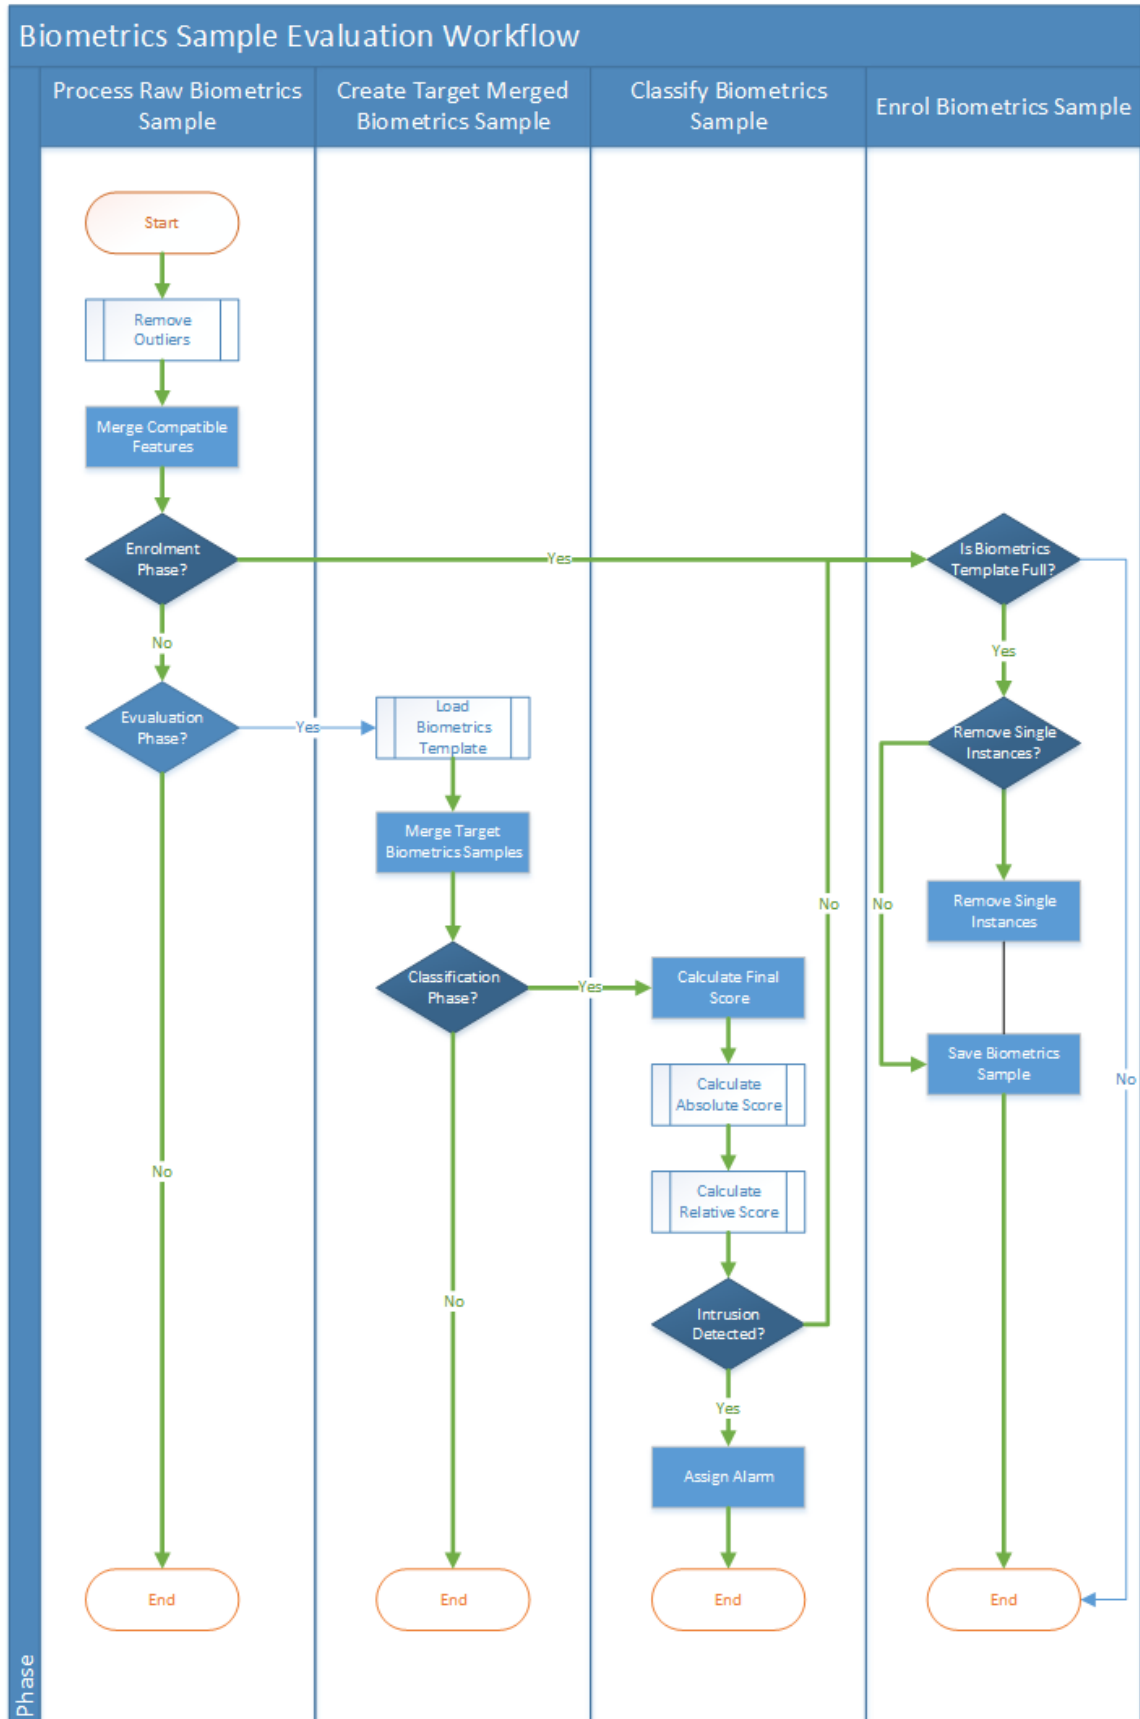 Biometrics Sample Evaluation Workflow
Process Raw Biometrics
Sample
Create Target Merged
Biometrics Sample
Classify Biometrics
Sample
Enrol Biometrics Sample
Start
Remove
Outliers
Merge Compatible
Features
Enrolment
Phase?
Yes
Is Biometrics
Template Full?
No
Yes
Evualuation
Phase?
Yes
Load
Biometrics
Template
Remove Single
Instances?
Merge Target
Biometrics Samples
No
No
Remove Single
Instances
Classification
Phase?
Yes
Calculate Final
Score
Save Biometrics
Sample
No
Calculate
Absolute Score
No
Calculate
Relative Score
No
Intrusion
Detected?
Yes
Assign Alarm
End
End
End
End
Phase